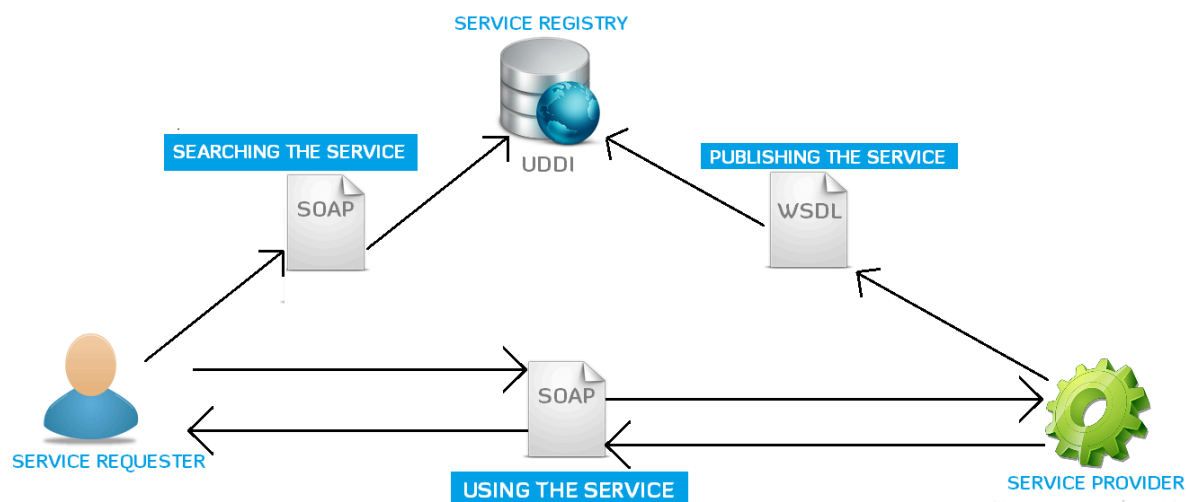 SERVICE REGISTRY
UDDI
SEARCHING THE SERVICE
PUBLISHING THE SERVICE
SOAP
WSDL
SOAP
SERVICE REQUESTER
USING THE SERVICE
SERVICE PROVIDER